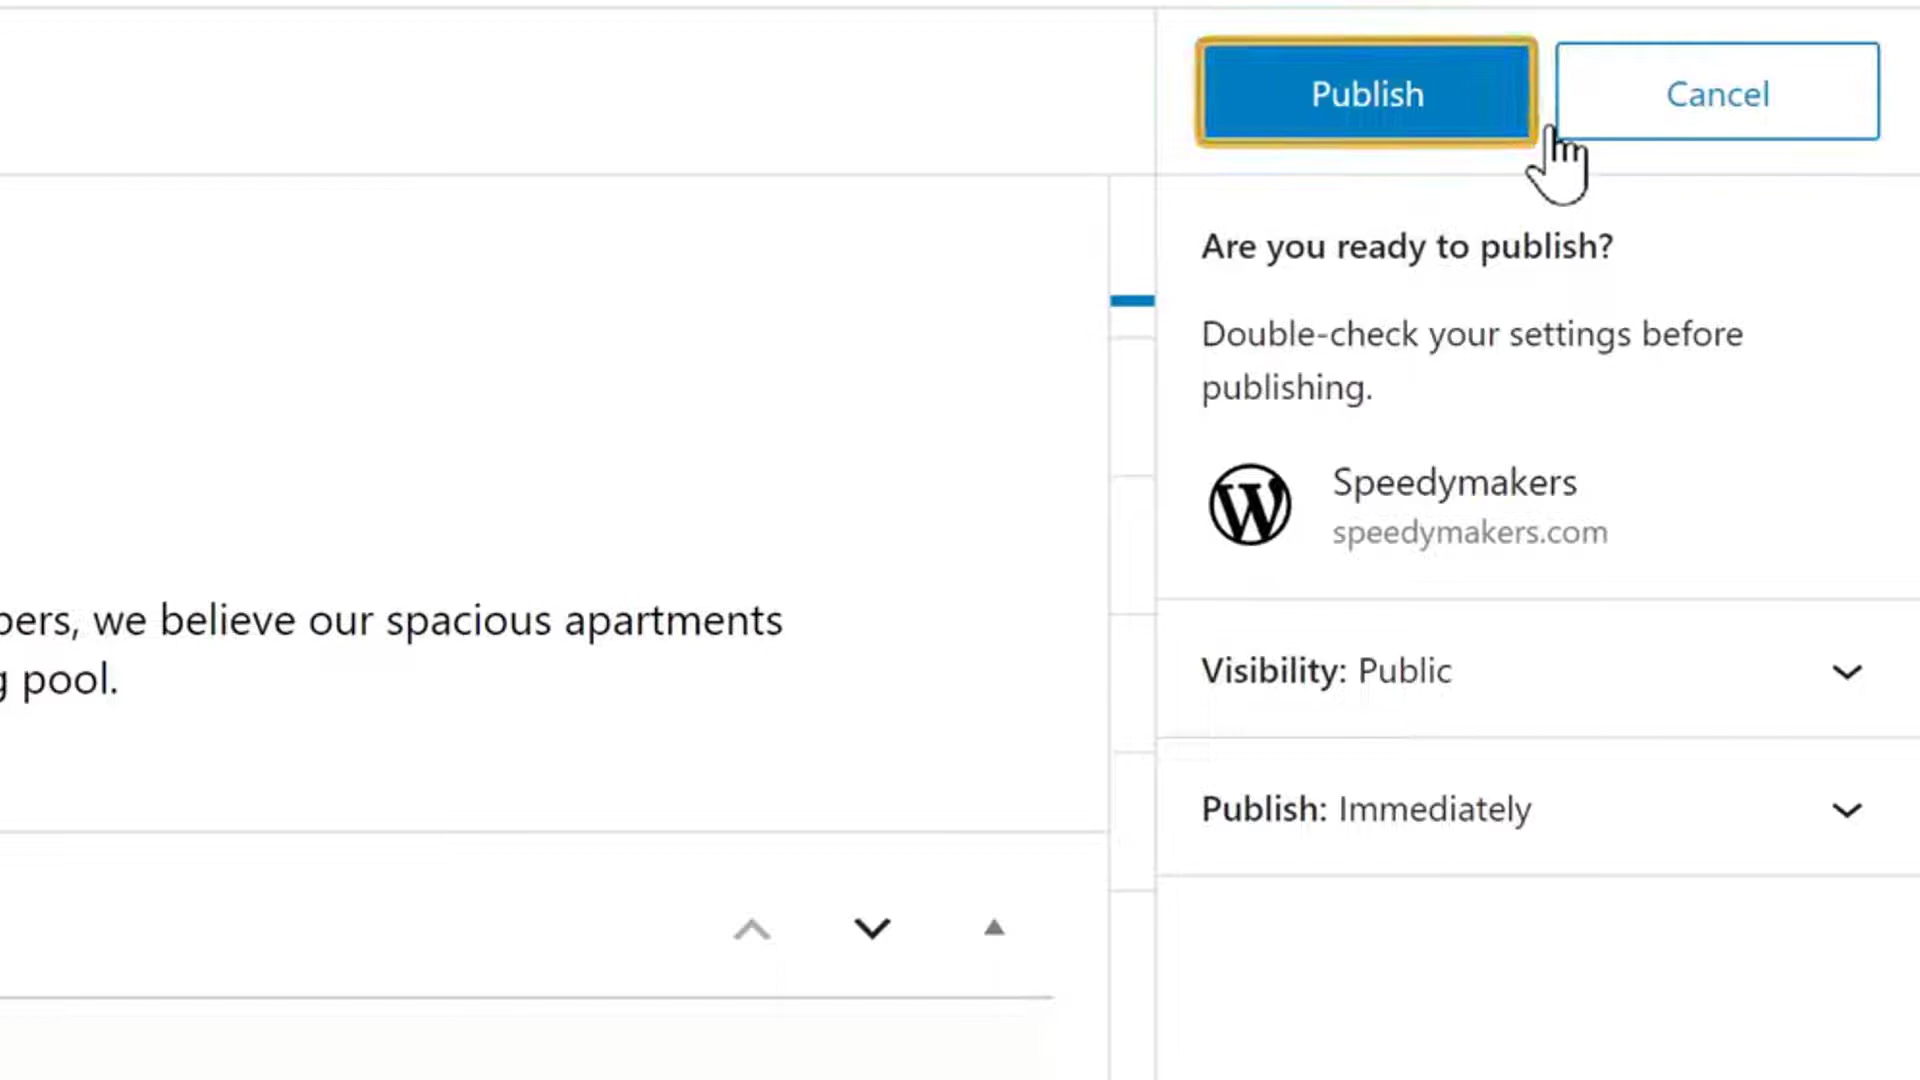 Publish
Cancel
Are you ready to publish?
Double-check your settings before
publishing.
Speedymakers
speedymakers.com
we believe our spacious apartments
pool.
Visibility: Public
Publish: Immediately